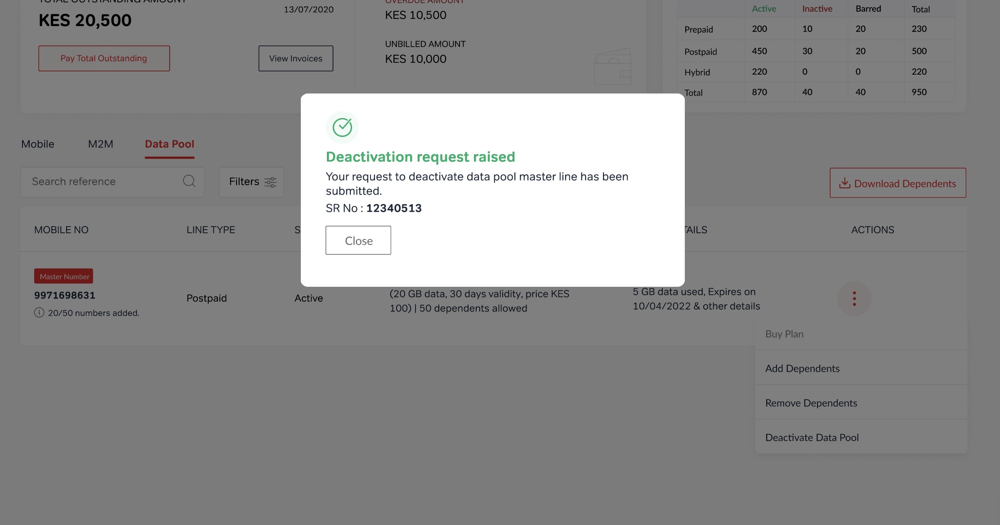 TOTAL OUTSTANDING AMOUNT
KES 20,500
13/07/2020
Pay Total Outstanding
View Invoices
OVERDUE AMOUNT
KES 10,500
UNBILLED AMOUNT
KES 10,000
Active Inactive Barred Total
Prepaid 200 10 20 230
Postpaid 450 30 20 500
Hybrid 220 0 0 220
Total 870 40 40 950
Mobile M2M Data Pool
Search reference
Filters
Download Dependents
Deactivation request raised
Your request to deactivate data pool master line has been
submitted.
SR No : 12340513
Close
MOBILE NO LINE TYPE ACTIONS
Master Number
9971698631
20/50 numbers added.
Postpaid
Active
(20 GB data, 30 days validity, price KES
100) | 50 dependents allowed
5 GB data used, Expires on
10/04/2022 & other details
Buy Plan
Add Dependents
Remove Dependents
Deactivate Data Pool